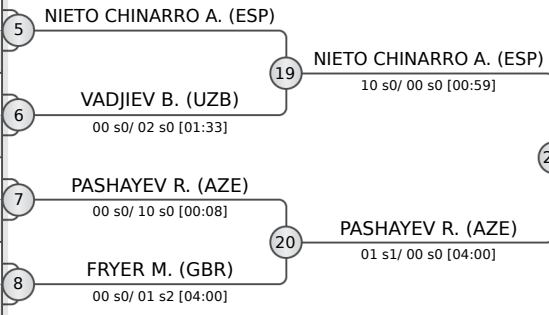 NIETO CHINARRO A. (ESP)
5
19
NIETO CHINARRO A. (ESP)
10 s0/ 00 s0 [00:59]
VADJIEV B. (UZB)
6
00 s0/ 02 s0 [01:33]
2
PASHAYEV R. (AZE)
7
00 s0/ 10 s0 [00:08]
20
PASHAYEV R. (AZE)
01 s1/ 00 s0 [04:00]
FRYER M. (GBR)
8
00 s0/ 01 s2 [04:00]